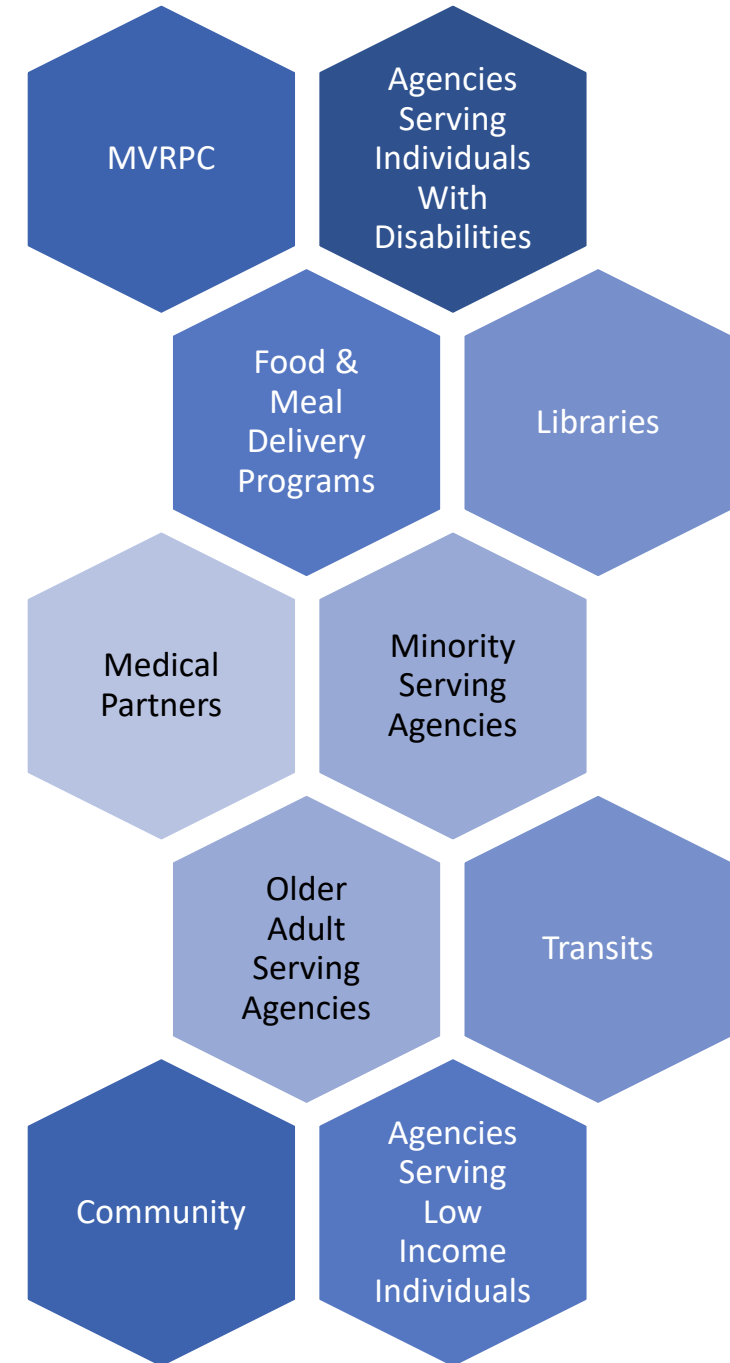 MVRPC
Agencies
Serving
Individuals
With
Disabilities
Food &
Meal
Delivery
Programs
Libraries
Medical
Partners
Minority
Serving
Agencies
Older
Adult
Serving
Agencies
Transits
Community
Agencies
Serving
Low
Income
Individuals